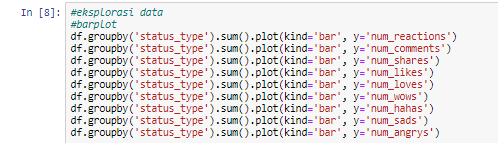 In [8]: #eksplorasi data
#barplot
df.groupby('status_type').sum().plot(kind='bar', y='num_reactions')
df.groupby('status_type').sum().plot(kind='bar', y='num_comments')
df.groupby('status_type').sum().plot(kind='bar', y='num_shares')
df.groupby('status_type').sum().plot(kind='bar', y='num_likes')
df.groupby('status_type').sum().plot(kind='bar', y='num_loves')
df.groupby('status_type').sum().plot(kind='bar', y='num_wows')
df.groupby('status_type').sum().plot(kind='bar', y='num_hahas')
df.groupby('status_type').sum().plot(kind='bar', y='num_sads')
df.groupby('status_type').sum().plot(kind='bar', y='num_angrys')